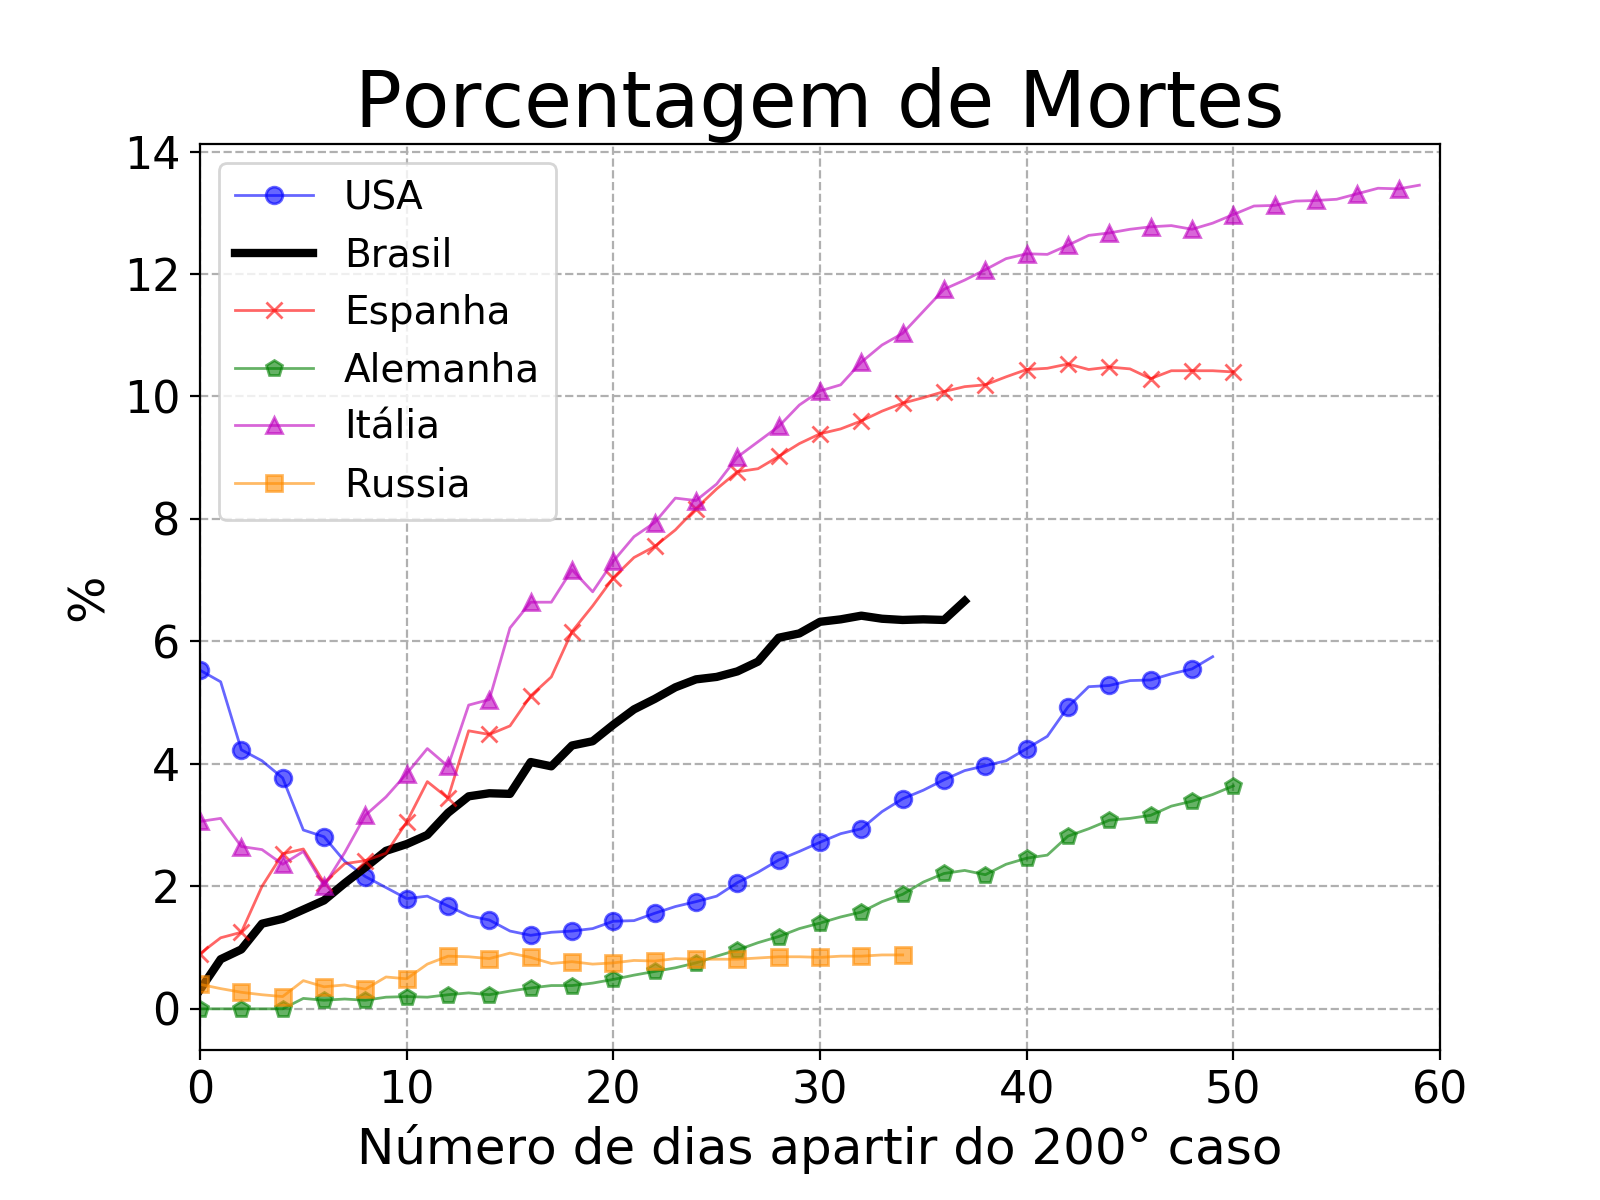 Porcentagem de Mortes
14
12
10
8
6
4
2
0
%
USA
Brasil
Espanha
Alemanha
Itália
Russia
0 10 20 30 40 50 60
Número de dias apartir do 200° caso